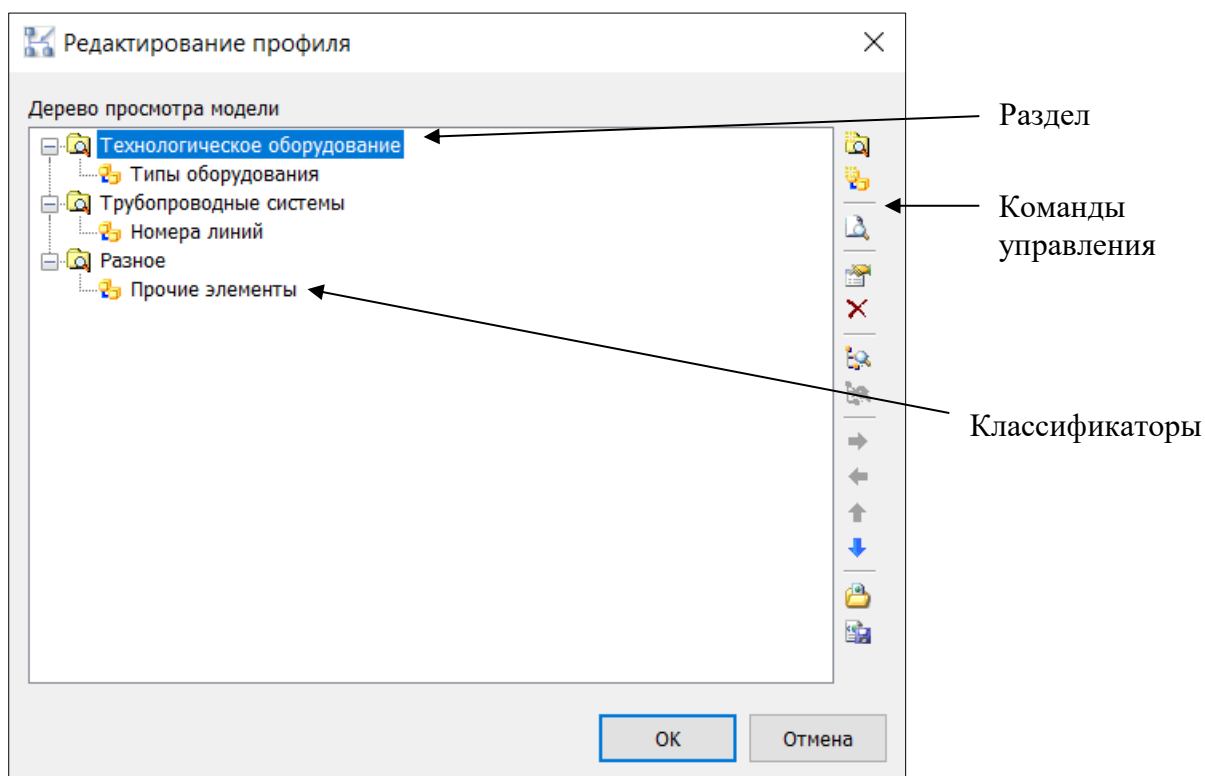 Редактирование профиля
Дерево просмотра модели
Технологическое оборудование
Типы оборудования
Трубопроводные системы
Номера линий
Разное
Прочие элементы
ОК
Отмена
Раздел
Команды
управления
Классификаторы